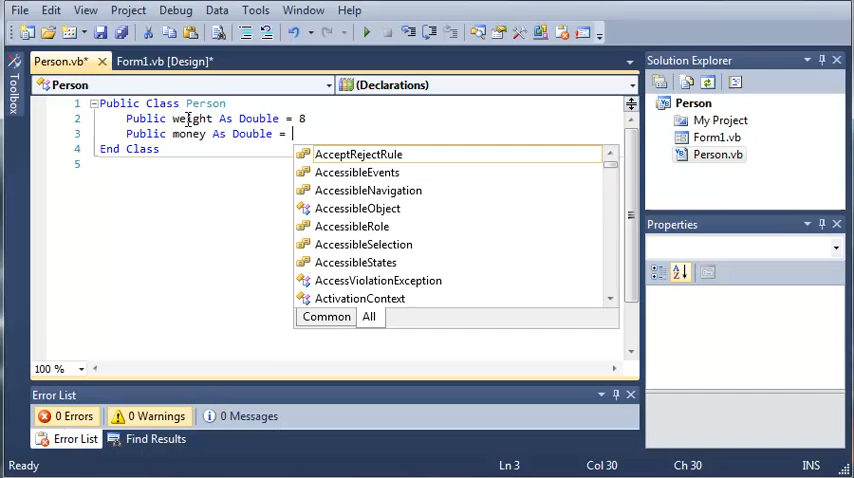 File Edit View Project Debug Data Tools Window Help
Person.vb* Form1.vb [Design]*
Solution Explorer
Person (Declarations)
Toolbox
1 Public Class Person
2 Public weight As Double = 8
3 Public money As Double =
4 End Class
5
AcceptRejectRule
AccessibleEvents
AccessibleNavigation
AccessibleObject
AccessibleRole
AccessibleSelection
AccessibleStates
AccessViolationException
ActivationContext
Common All
Person
My Project
Form1.vb
Person.vb
Properties
100 %
Error List
0 Errors 0 Warnings 0 Messages
Error List Find Results
Ready Ln 3 Col 30 Ch 30 INS